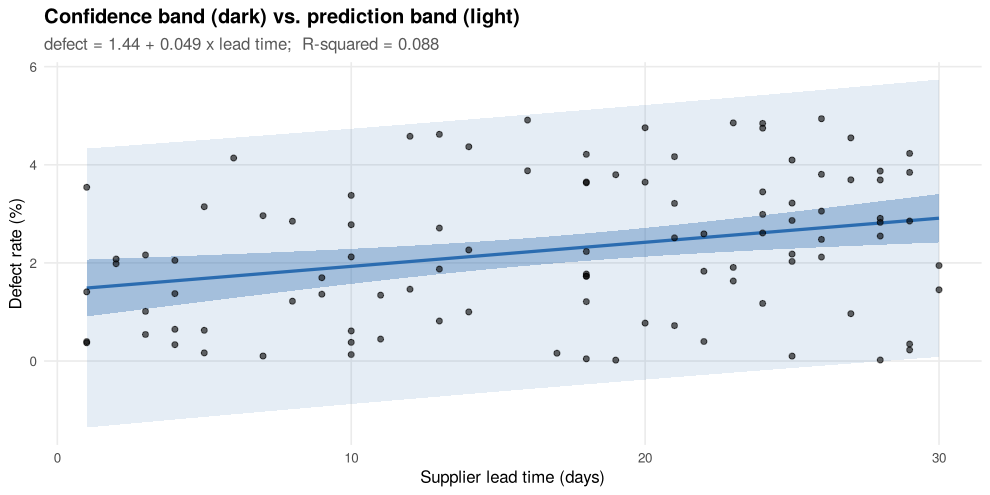 Confidence band (dark) vs. prediction band (light)
defect = 1.44 + 0.049 x lead time;  R-squared = 0.088
6
4
2
0
Defect rate (%)
0 10 20 30
Supplier lead time (days)